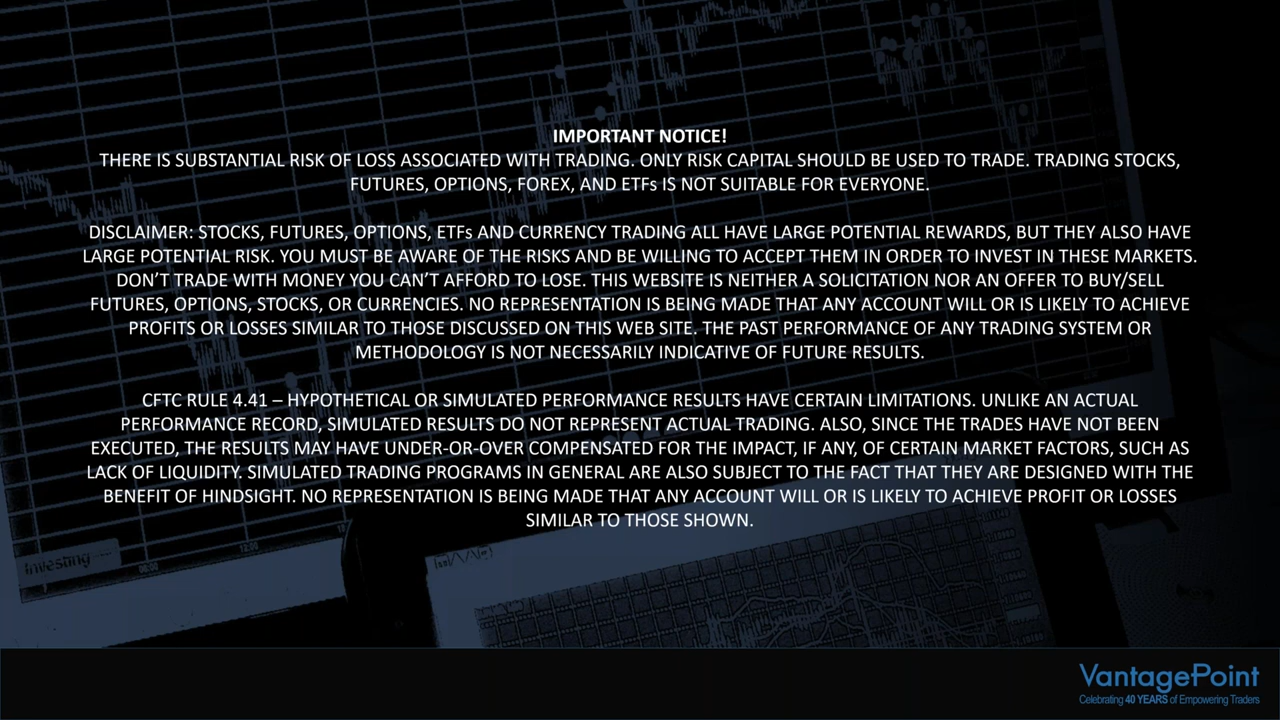 IMPORTANT NOTICE!
THERE IS SUBSTANTIAL RISK OF LOSS ASSOCIATED WITH TRADING. ONLY RISK CAPITAL SHOULD BE USED TO TRADE. TRADING STOCKS,
FUTURES, OPTIONS, FOREX, AND ETFs IS NOT SUITABLE FOR EVERYONE.
DISCLAIMER: STOCKS, FUTURES, OPTIONS, ETFs AND CURRENCY TRADING ALL HAVE LARGE POTENTIAL REWARDS, BUT THEY ALSO HAVE
LARGE POTENTIAL RISK. YOU MUST BE AWARE OF THE RISKS AND BE WILLING TO ACCEPT THEM IN ORDER TO INVEST IN THESE MARKETS.
DON'T TRADE WITH MONEY YOU CAN'T AFFORD TO LOSE. THIS WEBSITE IS NEITHER A SOLICITATION NOR AN OFFER TO BUY/SELL
FUTURES, OPTIONS, STOCKS, OR CURRENCIES. NO REPRESENTATION IS BEING MADE THAT ANY ACCOUNT WILL OR IS LIKELY TO ACHIEVE
PROFITS OR LOSSES SIMILAR TO THOSE DISCUSSED ON THIS WEB SITE. THE PAST PERFORMANCE OF ANY TRADING SYSTEM OR
METHODOLOGY IS NOT NECESSARILY INDICATIVE OF FUTURE RESULTS.
CFTC RULE 4.41 – HYPOTHETICAL OR SIMULATED PERFORMANCE RESULTS HAVE CERTAIN LIMITATIONS. UNLIKE AN ACTUAL
PERFORMANCE RECORD, SIMULATED RESULTS DO NOT REPRESENT ACTUAL TRADING. ALSO, SINCE THE TRADES HAVE NOT BEEN
EXECUTED, THE RESULTS MAY HAVE UNDER-OR-OVER COMPENSATED FOR THE IMPACT, IF ANY, OF CERTAIN MARKET FACTORS, SUCH AS
LACK OF LIQUIDITY. SIMULATED TRADING PROGRAMS IN GENERAL ARE ALSO SUBJECT TO THE FACT THAT THEY ARE DESIGNED WITH THE
BENEFIT OF HINDSIGHT. NO REPRESENTATION IS BEING MADE THAT ANY ACCOUNT WILL OR IS LIKELY TO ACHIEVE PROFIT OR LOSSES
SIMILAR TO THOSE SHOWN.
Investing
12:00
VantagePoint
Celebrating 40 YEARS of Empowering Traders